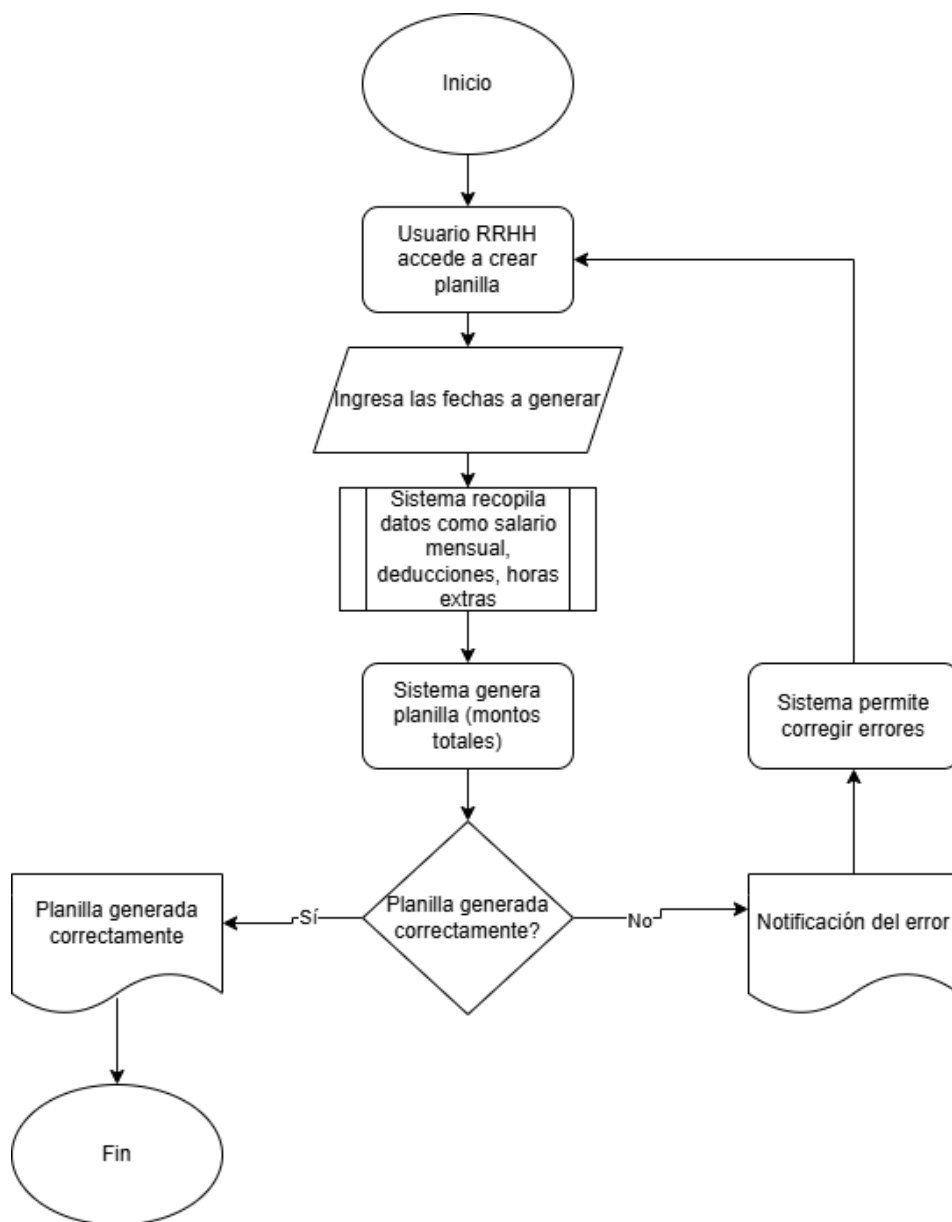 Inicio
Usuario RRHH
accede a crear
planilla
Ingresa las fechas a generar
Sistema recopila
datos como salario
mensual,
deducciones, horas
extras
Sistema genera
planilla (montos
totales)
Sistema permite
corregir errores
Planilla generada
correctamente
Sí
Planilla generada
correctamente?
No
Notificación del error
Fin